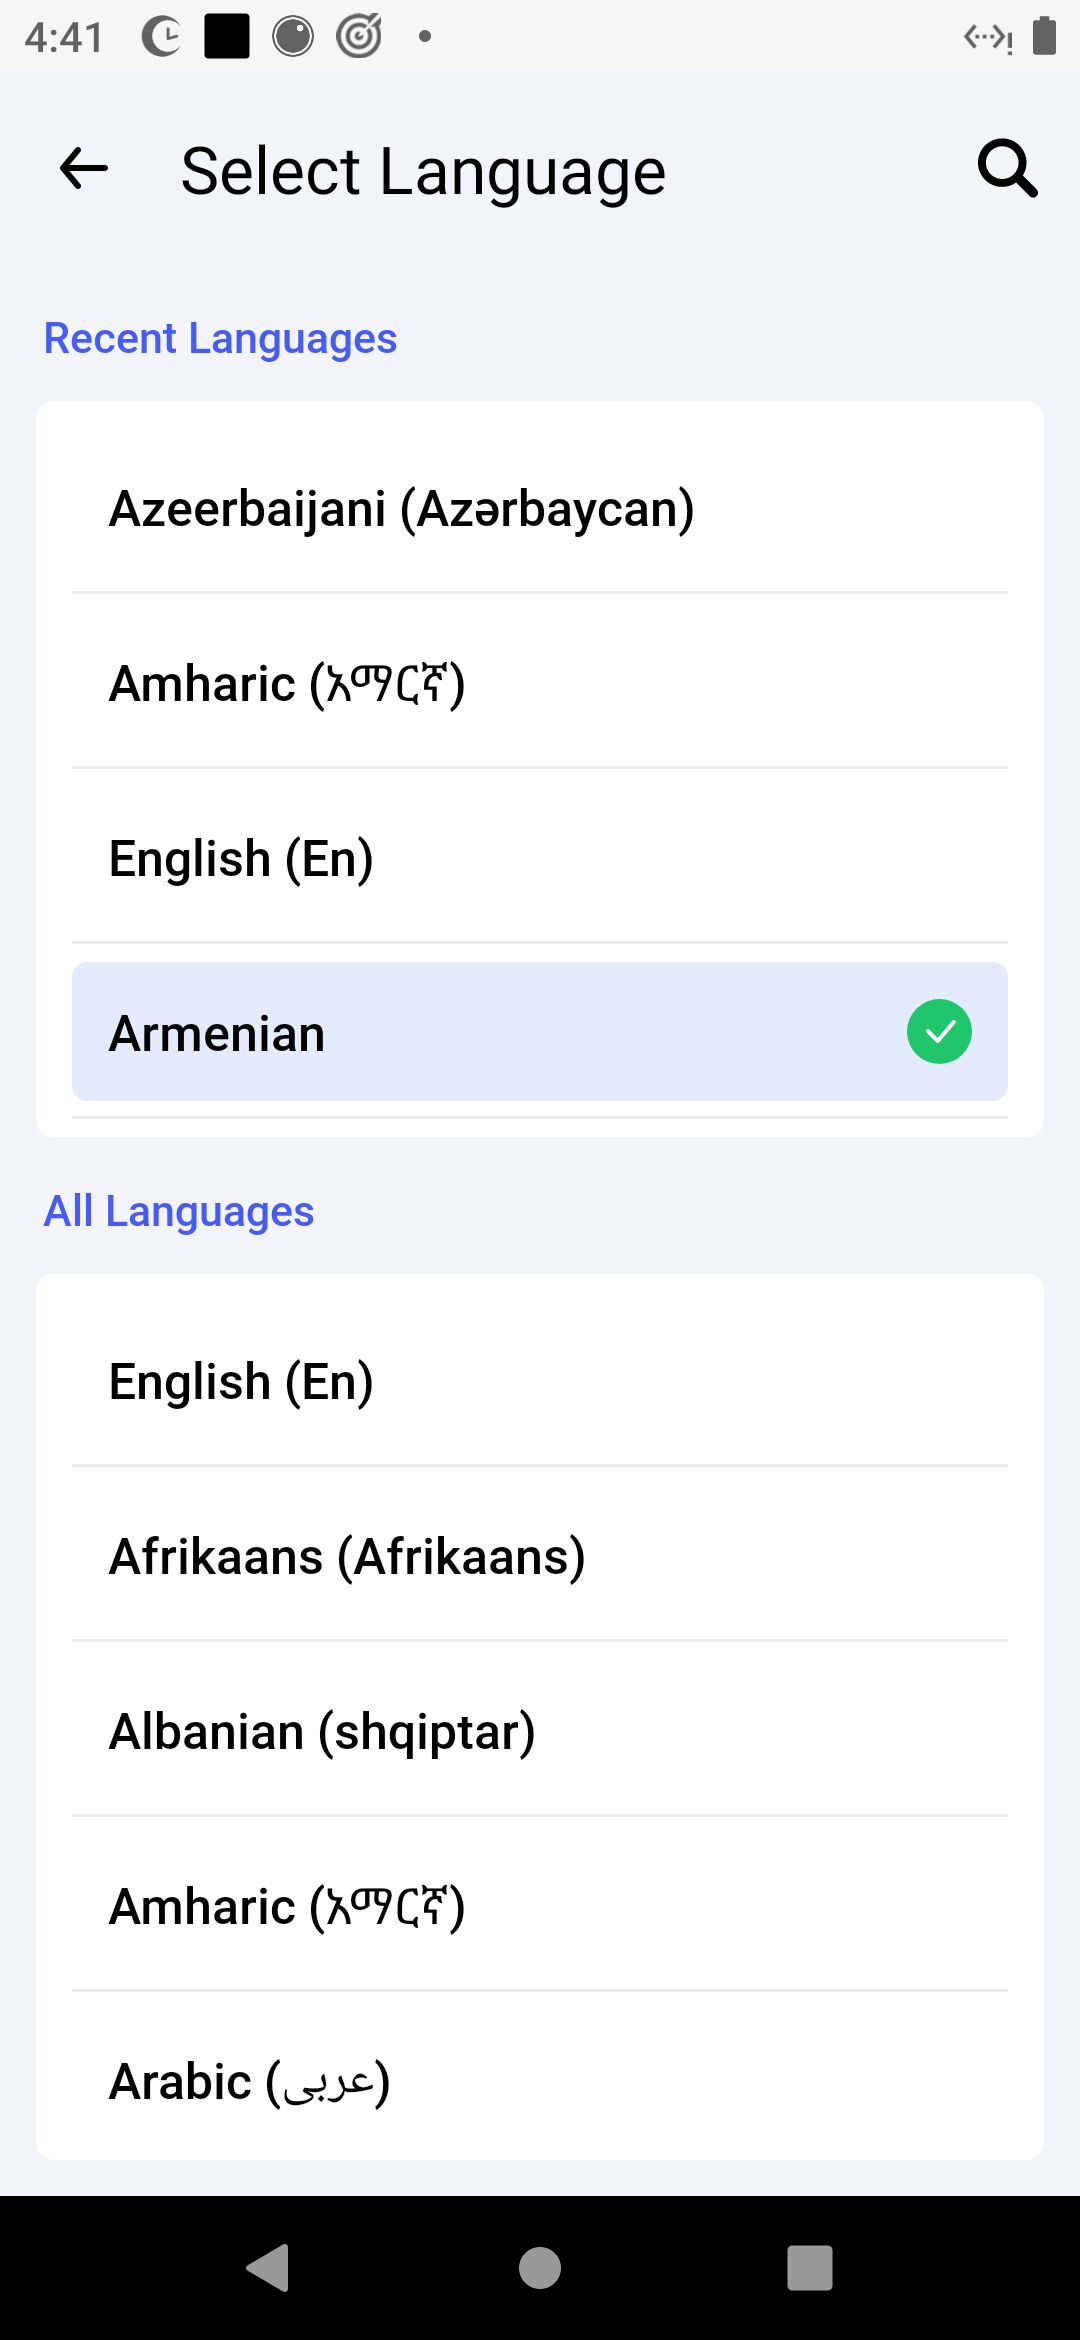 4:41
Select Language
Recent Languages
Azeerbaijani (Azərbaycan)
Amharic (አማርኛ)
English (En)
Armenian
All Languages
English (En)
Afrikaans (Afrikaans)
Albanian (shqiptar)
Amharic (አማርኛ)
Arabic (عربی)